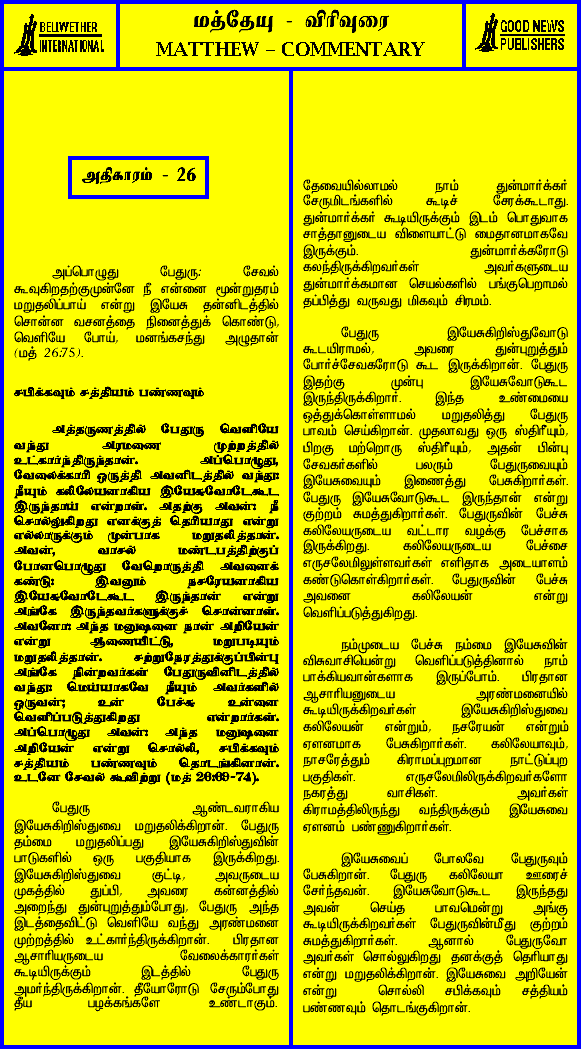 BELIWETHER
INTERNATIONAL
மத்தேயு - விரிவுரை
MATTHEW – COMMENTARY
GOOD NEWS
PUBLISHERS
அதிகாரம் - 26
அப்பொழுது பேதுரு: சேவல்
கூவுகிறதற்குமுன்னே நீ என்னை மூன்றுதரம்
மறுதலிப்பாய் என்று இயேசு தன்னிடத்தில்
சொன்ன வசனத்தை நினைத்துக் கொண்டு,
வெளியே போய், மனங்கசந்து அழுதான்
(மத் 26:75).
சபிக்கவும் சத்தியம் பண்ணவும்
அத்தருணத்தில் பேதுரு வெளியே
வந்து அரமணை முற்றத்தில்
உட்கார்ந்திருந்தான். அப்பொழுது,
வேலைக்காரி ஒருத்தி அவனிடத்தில் வந்து:
நீயும் கலிலேயனாகிய இயேசுவோடேகூட
இருந்தாய் என்றாள். அதற்கு அவன்: நீ
சொல்லுகிறது எனக்குத் தெரியாது என்று
எல்லாருக்கும் முன்பாக மறுதலித்தான்.
அவன், வாசல் மண்டபத்திற்குப்
போனபொழுது வேறொருத்தி அவனைக்
கண்டு: இவனும் நசரேயனாகிய
இயேசுவோடேகூட இருந்தான் என்று
அங்கே இருந்தவர்களுக்குச் சொன்னாள்.
அவனோ: அந்த மனுஷனை நான் அறியேன்
என்று ஆணையிட்டு, மறுபடியும்
மறுதலித்தான். சற்றுநேரத்துக்குப்பின்பு
அங்கே நின்றவர்கள் பேதுருவினிடத்தில்
வந்து: மெய்யாகவே நீயும் அவர்களில்
ஒருவன்; உன் பேச்சு உன்னை
வெளிப்படுத்துகிறது என்றார்கள்.
அப்பொழுது அவன்: அந்த மனுஷனை
அறியேன் என்று சொல்லி, சபிக்கவும்
சத்தியம் பண்ணவும் தொடங்கினான்.
உடனே சேவல் கூவிற்று (மத் 26:69-74).
பேதுரு ஆண்டவராகிய
இயேசுகிறிஸ்துவை மறுதலிக்கிறான். பேதுரு
தம்மை மறுதலிப்பது இயேசுகிறிஸ்துவின்
பாடுகளில் ஒரு பகுதியாக இருக்கிறது.
இயேசுகிறிஸ்துவை குட்டி, அவருடைய
முகத்தில் துப்பி, அவரை கன்னத்தில்
அறைந்து துன்புறுத்தும்போது, பேதுரு அந்த
இடத்தைவிட்டு வெளியே வந்து அரண்மனை
முற்றத்தில் உட்கார்ந்திருக்கிறான். பிரதான
ஆசாரியருடைய வேலைக்காரர்கள்
கூடியிருக்கும் இடத்தில் பேதுரு
அமர்ந்திருக்கிறான். தீயோரோடு சேரும்போது
தீய பழக்கங்களே உண்டாகும்.
தேவையில்லாமல் நாம் துன்மார்க்கர்
சேருமிடங்களில் கூடிச் சேரக்கூடாது.
துன்மார்க்கர் கூடியிருக்கும் இடம் பொதுவாக
சாத்தானுடைய விளையாட்டு மைதானமாகவே
இருக்கும். துன்மார்க்கரோடு
கலந்திருக்கிறவர்கள் அவர்களுடைய
துன்மார்க்கமான செயல்களில் பங்குபெறாமல்
தப்பித்து வருவது மிகவும் சிரமம்.
பேதுரு இயேசுகிறிஸ்துவோடு
கூடயிராமல், அவரை துன்புறுத்தும்
போர்ச்சேவகரோடு கூட இருக்கிறான். பேதுரு
இதற்கு முன்பு இயேசுவோடுகூட
இருந்திருக்கிறார். இந்த உண்மையை
ஒத்துக்கொள்ளாமல் மறுதலித்து பேதுரு
பாவம் செய்கிறான். முதலாவது ஒரு ஸ்திரீயும்,
பிறகு மற்றொரு ஸ்திரீயும், அதன் பின்பு
சேவகர்களில் பலரும் பேதுருவையும்
இயேசுவையும் இணைத்து பேசுகிறார்கள்.
பேதுரு இயேசுவோடுகூட இருந்தான் என்று
குற்றம் சுமத்துகிறார்கள். பேதுருவின் பேச்சு
கலிலேயருடைய வட்டார வழக்கு பேச்சாக
இருக்கிறது. கலிலேயருடைய பேச்சை
எருசலேமிலுள்ளவர்கள் எளிதாக அடையாளம்
கண்டுகொள்கிறார்கள். பேதுருவின் பேச்சு
அவனை கலிலேயன் என்று
வெளிப்படுத்துகிறது.
நம்முடைய பேச்சு நம்மை இயேசுவின்
விசுவாசியென்று வெளிப்படுத்தினால் நாம்
பாக்கியவான்களாக இருப்போம். பிரதான
ஆசாரியனுடைய அரண்மனையில்
கூடியிருக்கிறவர்கள் இயேசுகிறிஸ்துவை
கலிலேயன் என்றும், நசரேயன் என்றும்
ஏளனமாக பேசுகிறார்கள். கலிலேயாவும்,
நாசரேத்தும் கிராமப்புறமான நாட்டுப்புற
பகுதிகள். எருசலேமிலிருக்கிறவர்களோ
நகரத்து வாசிகள். அவர்கள்
கிராமத்திலிருந்து வந்திருக்கும் இயேசுவை
ஏளனம் பண்ணுகிறார்கள்.
இயேசுவைப் போலவே பேதுருவும்
பேசுகிறான். பேதுரு கலிலேயா ஊரைச்
சேர்ந்தவன். இயேசுவோடுகூட இருந்தது
அவன் செய்த பாவமென்று அங்கு
கூடியிருக்கிறவர்கள் பேதுருவின்மீது குற்றம்
சுமத்துகிறார்கள். ஆனால் பேதுருவோ
அவர்கள் சொல்லுகிறது தனக்குத் தெரியாது
என்று மறுதலிக்கிறான். இயேசுவை அறியேன்
என்று சொல்லி சபிக்கவும் சத்தியம்
பண்ணவும் தொடங்குகிறான்.